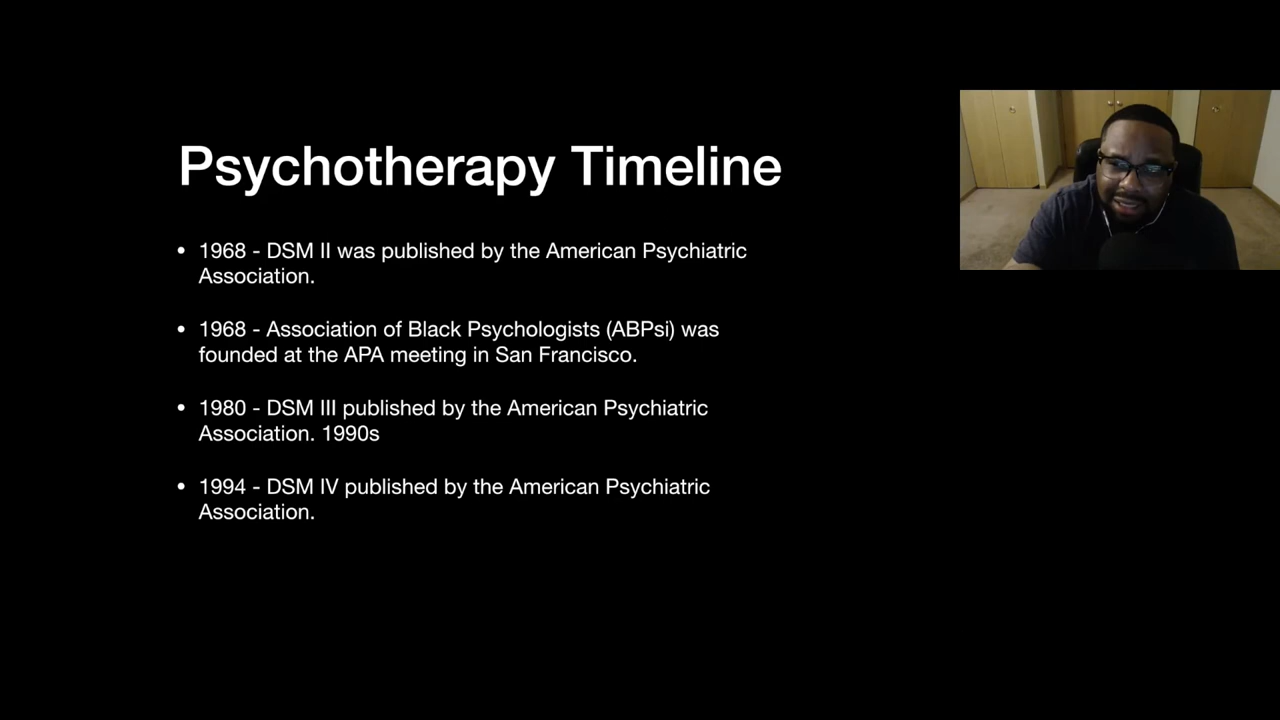 Psychotherapy Timeline
• 1968 - DSM II was published by the American Psychiatric
Association.
• 1968 - Association of Black Psychologists (ABPsi) was
founded at the APA meeting in San Francisco.
• 1980 - DSM III published by the American Psychiatric
Association. 1990s
• 1994 - DSM IV published by the American Psychiatric
Association.